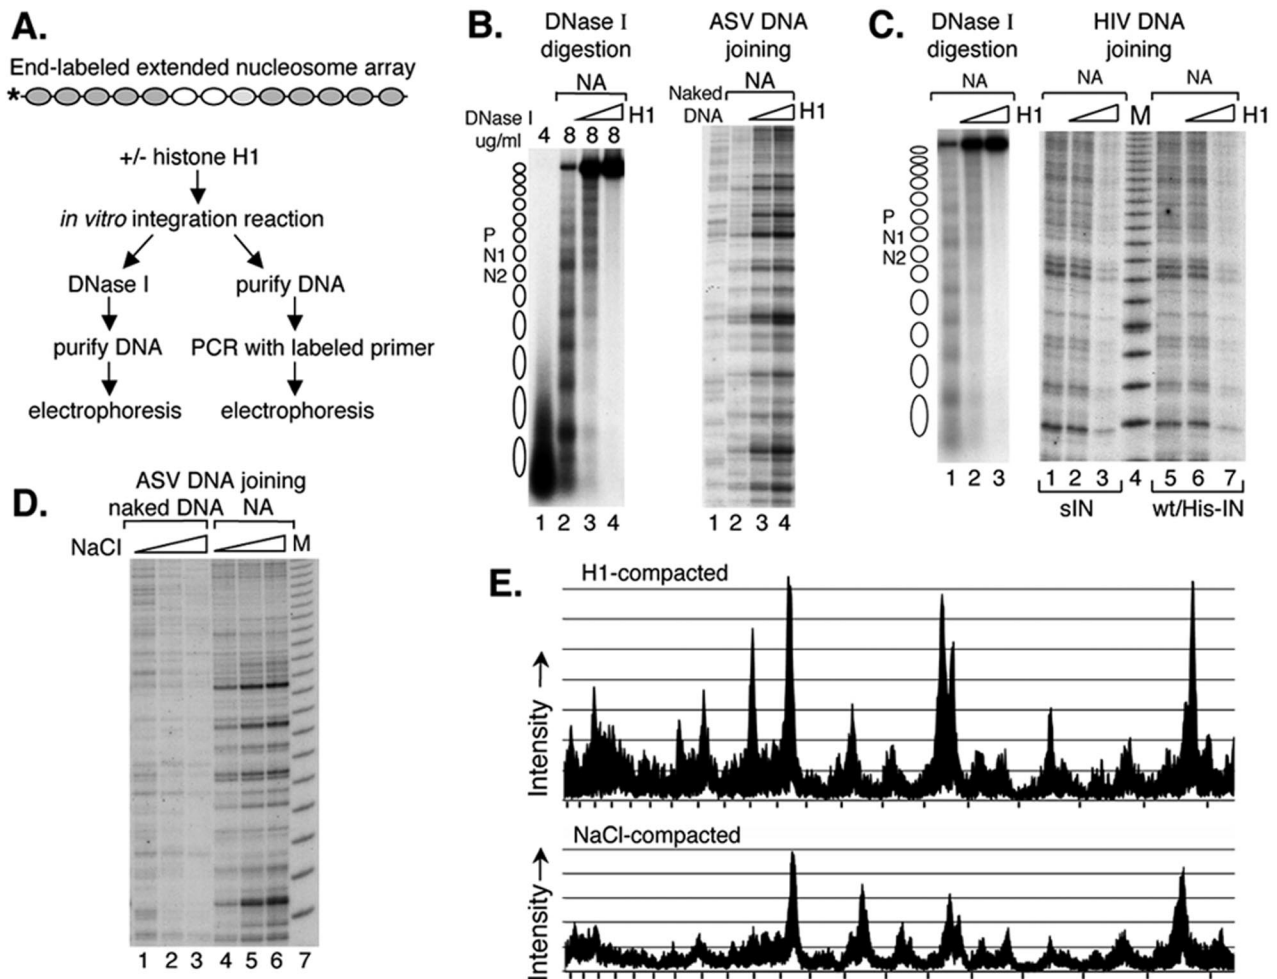 A.
End-labeled extended nucleosome array
*
+/- histone H1
in vitro integration reaction
DNase I purify DNA
purify DNA PCR with labeled primer
electrophoresis electrophoresis
B.
DNase I
digestion
NA
H1
DNase I
ug/ml
4 8 8 8
P
N1
N2
1 2 3 4
ASV DNA
joining
Naked
DNA
NA
H1
1 2 3 4
C.
DNase I
digestion
NA
H1
P
N1
N2
1 2 3
HIV DNA
joining
NA NA
M H1
1 2 3 4 5 6 7
sIN wt/His-IN
D.
ASV DNA joining
naked DNA NA
NaCl M
1 2 3 4 5 6 7
E.
H1-compacted
Intensity →
NaCl-compacted
Intensity →